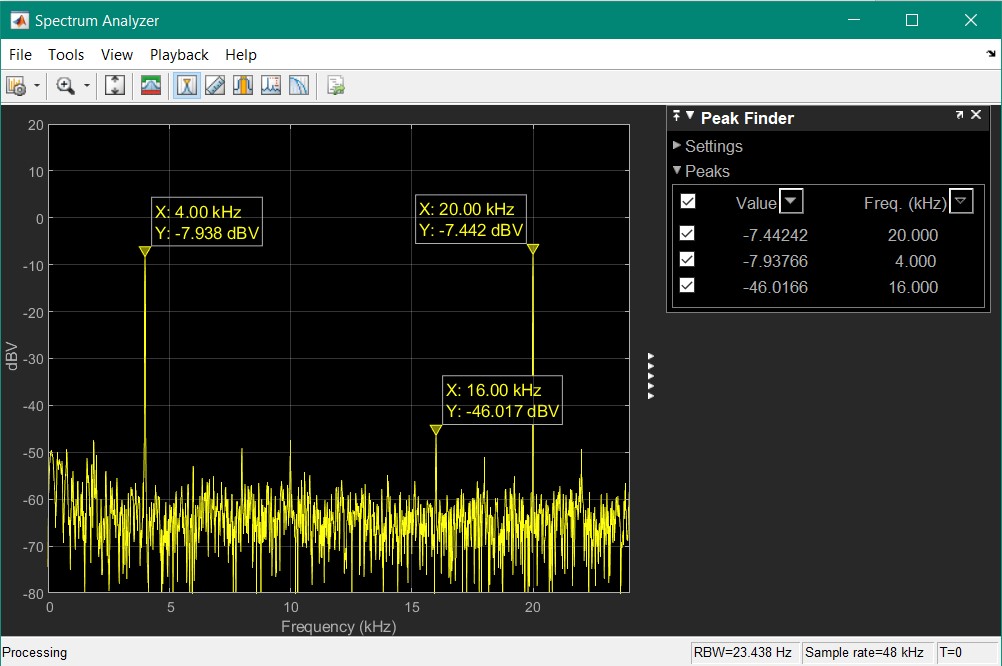 Spectrum Analyzer
File Tools View Playback Help
Peak Finder
Settings
Peaks
Value Freq. (kHz)
-7.44242 20.000
-7.93766 4.000
-46.0166 16.000
X: 4.00 kHz
Y: -7.938 dBV
X: 20.00 kHz
Y: -7.442 dBV
X: 16.00 kHz
Y: -46.017 dBV
20
10
0
-10
-20
-30
-40
-50
-60
-70
-80
dBV
0 5 10 15 20
Frequency (kHz)
Processing RBW=23.438 Hz Sample rate=48 kHz T=0